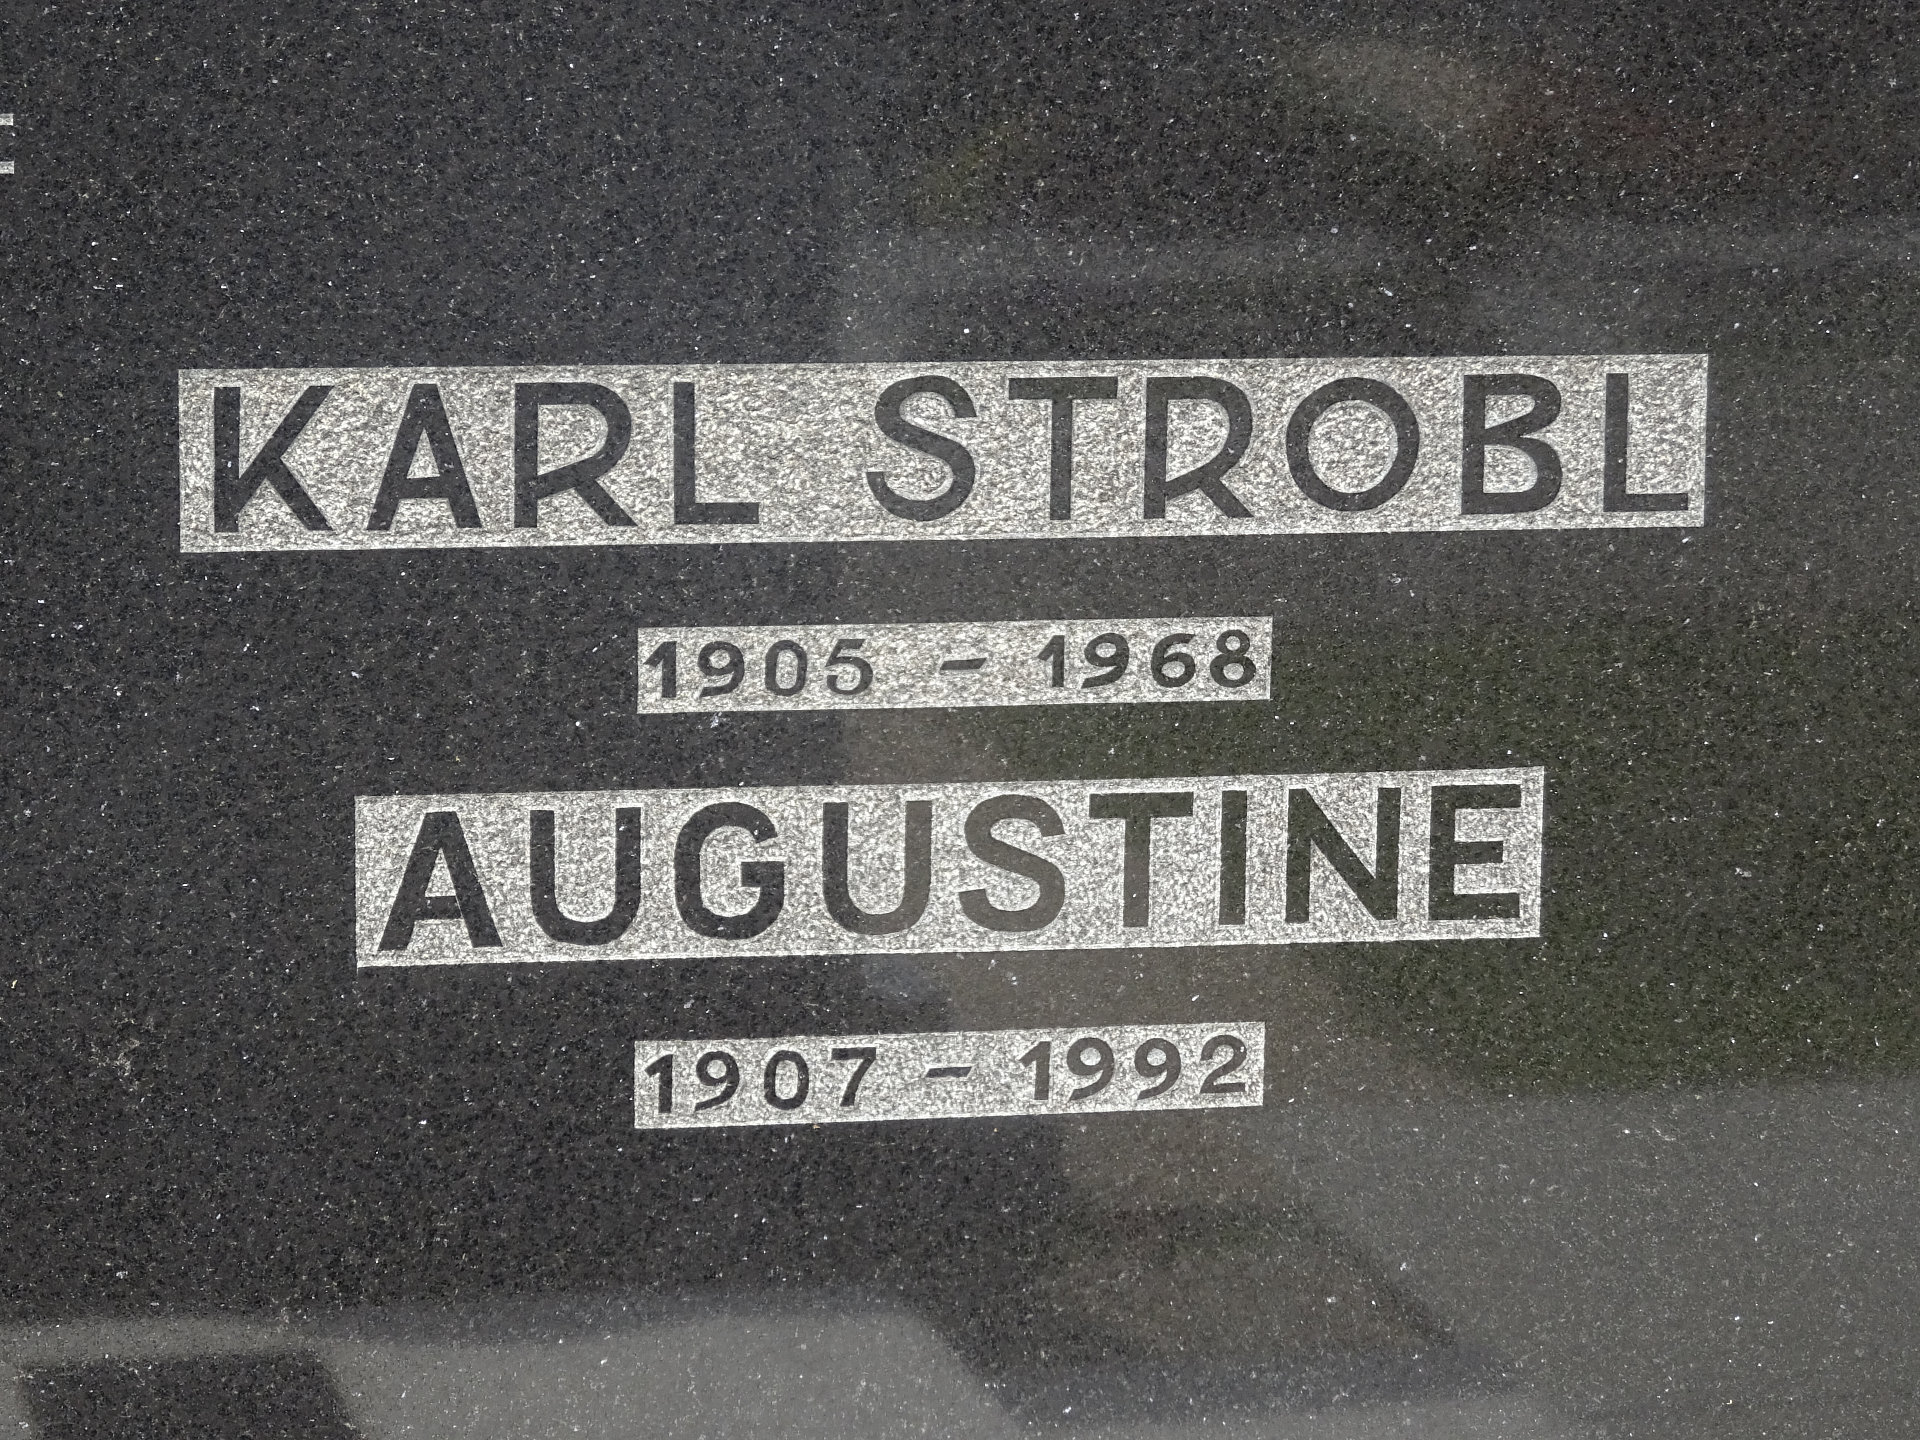 KARL STROBL
1905 - 1968
AUGUSTINE
1907 - 1992